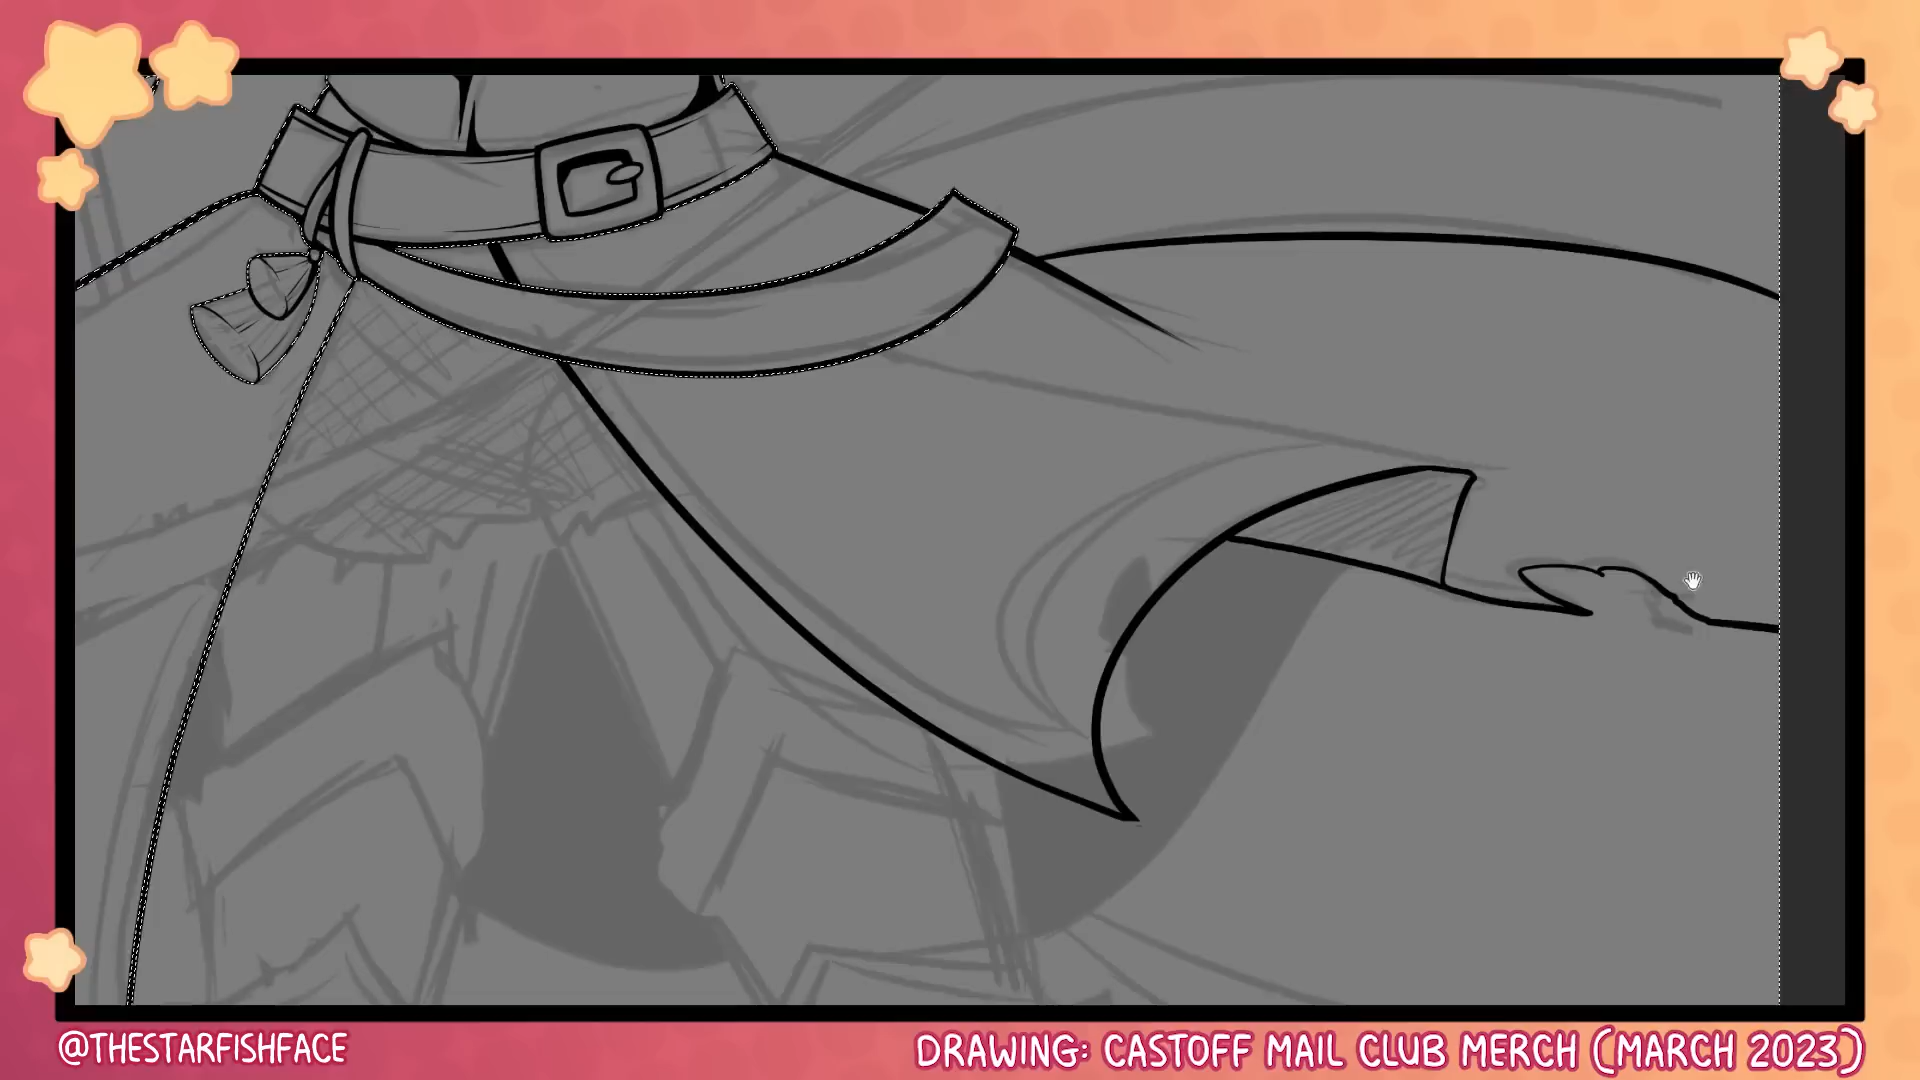 @THESTARFISHFACE
DRAWING: CASTOFF MAIL CLUB MERCH (MARCH 2023)